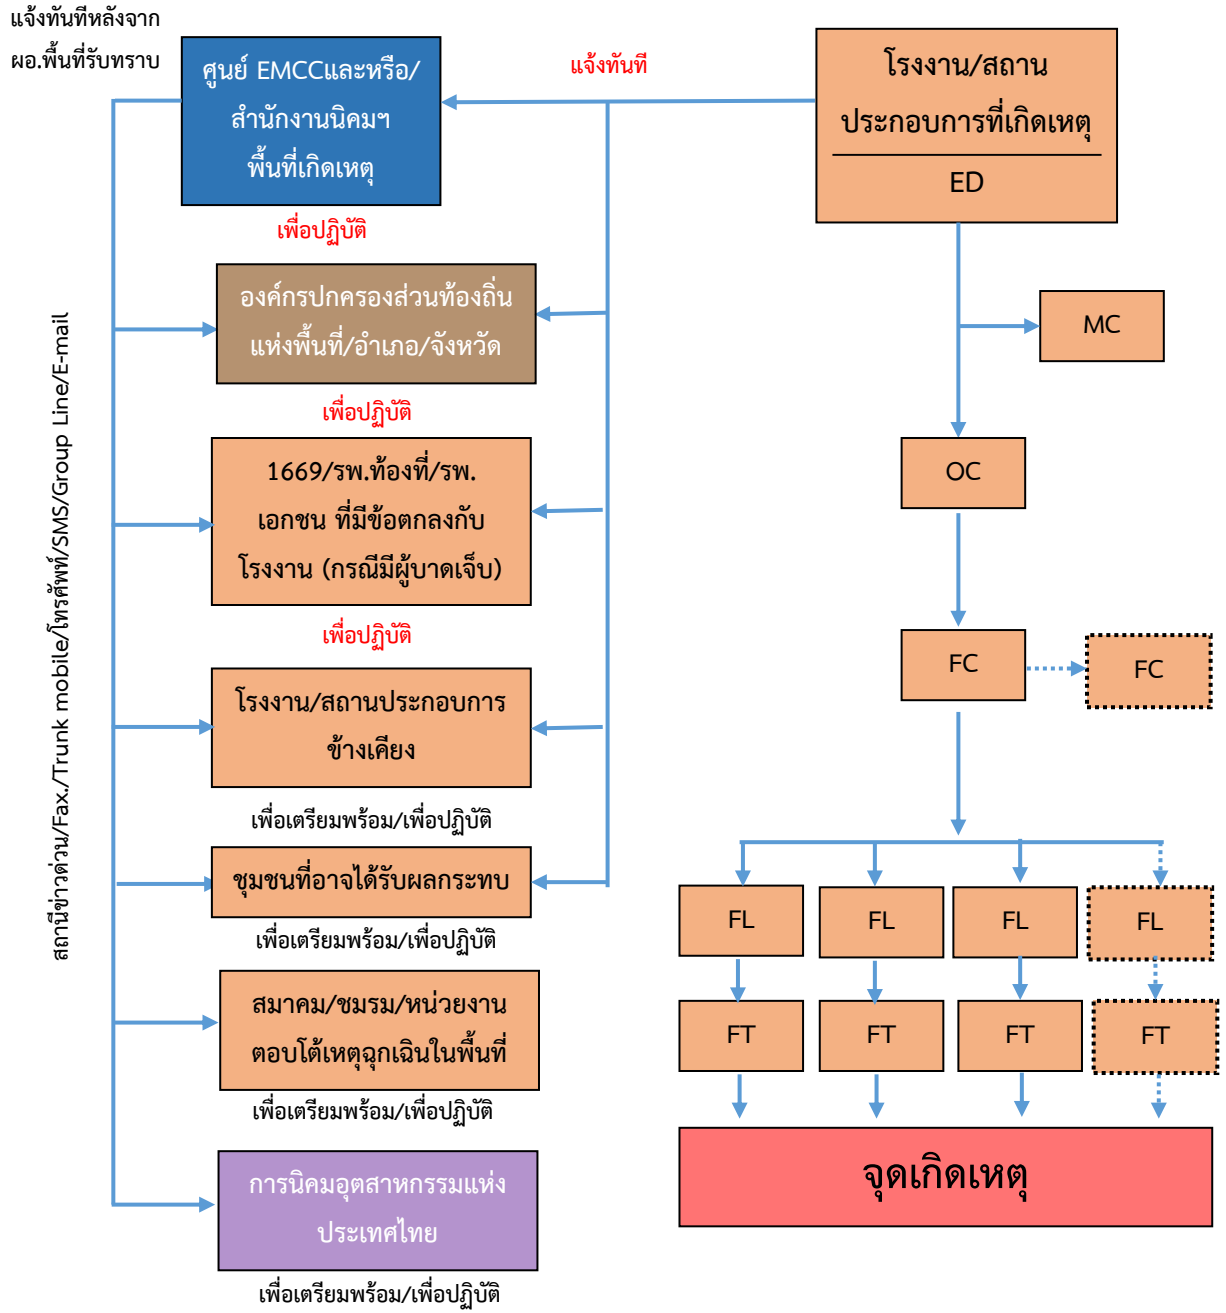 แจ้งทันทีหลังจาก
ผอ.พื้นที่รับทราบ
ศูนย์ EMCCและหรือ/
สำนักงานนิคมฯ
พื้นที่เกิดเหตุ
เพื่อปฏิบัติ
แจ้งทันที
โรงงาน/สถาน
ประกอบการที่เกิดเหตุ
ED
องค์กรปกครองส่วนท้องถิ่น
แห่งพื้นที่/อำเภอ/จังหวัด
เพื่อปฏิบัติ
MC
1669/รพ.ท้องที่/รพ.
เอกชน ที่มีข้อตกลงกับ
โรงงาน (กรณีมีผู้บาดเจ็บ)
เพื่อปฏิบัติ
OC
สถานีข่าวด่วน/Fax./Trunk mobile/โทรศัพท์/SMS/Group Line/E-mail
โรงงาน/สถานประกอบการ
ข้างเคียง
เพื่อเตรียมพร้อม/เพื่อปฏิบัติ
FC
FC
ชุมชนที่อาจได้รับผลกระทบ
เพื่อเตรียมพร้อม/เพื่อปฏิบัติ
FL
FL
FL
FL
สมาคม/ชมรม/หน่วยงาน
ตอบโต้เหตุฉุกเฉินในพื้นที่
เพื่อเตรียมพร้อม/เพื่อปฏิบัติ
FT
FT
FT
FT
การนิคมอุตสาหกรรมแห่ง
ประเทศไทย
เพื่อเตรียมพร้อม/เพื่อปฏิบัติ
จุดเกิดเหตุ